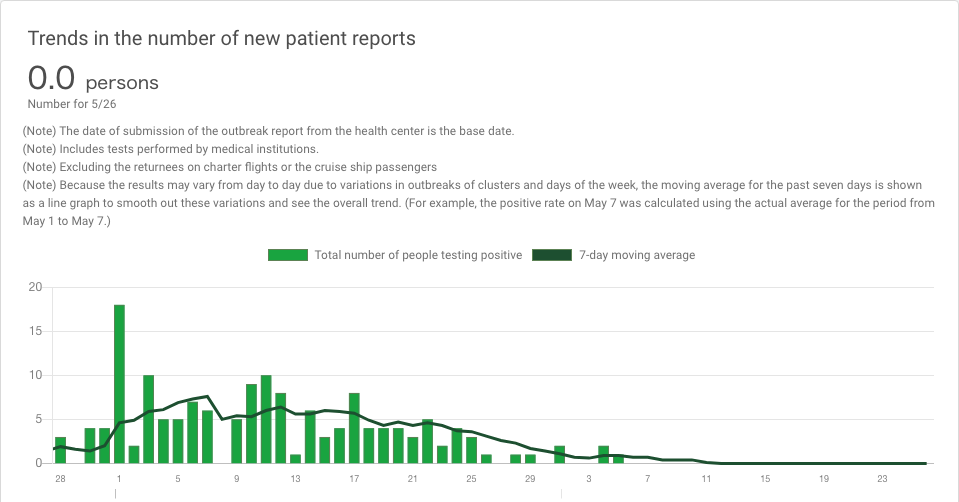 Trends in the number of new patient reports
0.0 persons
Number for 5/26
(Note) The date of submission of the outbreak report from the health center is the base date.
(Note) Includes tests performed by medical institutions.
(Note) Excluding the returnees on charter flights or the cruise ship passengers
(Note) Because the results may vary from day to day due to variations in outbreaks of clusters and days of the week, the moving average for the past seven days is shown
as a line graph to smooth out these variations and see the overall trend. (For example, the positive rate on May 7 was calculated using the actual average for the period from
May 1 to May 7.)
Total number of people testing positive 7-day moving average
20
15
10
5
0
28 1 5 9 13 17 21 25 29 3 7 11 15 19 23